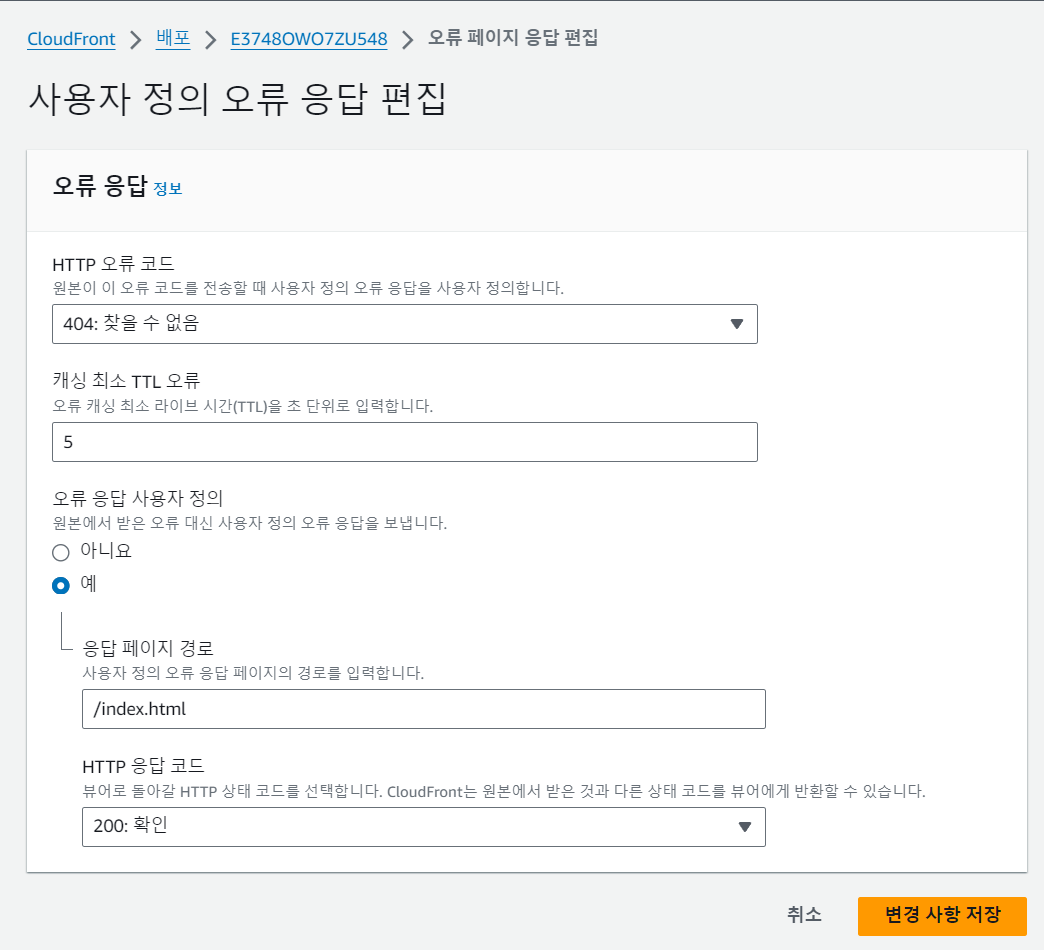 CloudFront > 배포 > E3748OWO7ZU548 > 오류 페이지 응답 편집
사용자 정의 오류 응답 편집
오류 응답 정보
HTTP 오류 코드
원본이 이 오류 코드를 전송할 때 사용자 정의 오류 응답을 사용자 정의합니다.
404: 찾을 수 없음
캐싱 최소 TTL 오류
오류 캐싱 최소 라이브 시간(TTL)을 초 단위로 입력합니다.
5
오류 응답 사용자 정의
원본에서 받은 오류 대신 사용자 정의 오류 응답을 보냅니다.
아니요
예
응답 페이지 경로
사용자 정의 오류 응답 페이지의 경로를 입력합니다.
/index.html
HTTP 응답 코드
뷰어로 돌아갈 HTTP 상태 코드를 선택합니다. CloudFront는 원본에서 받은 것과 다른 상태 코드를 뷰어에게 반환할 수 있습니다.
200: 확인
취소 변경 사항 저장